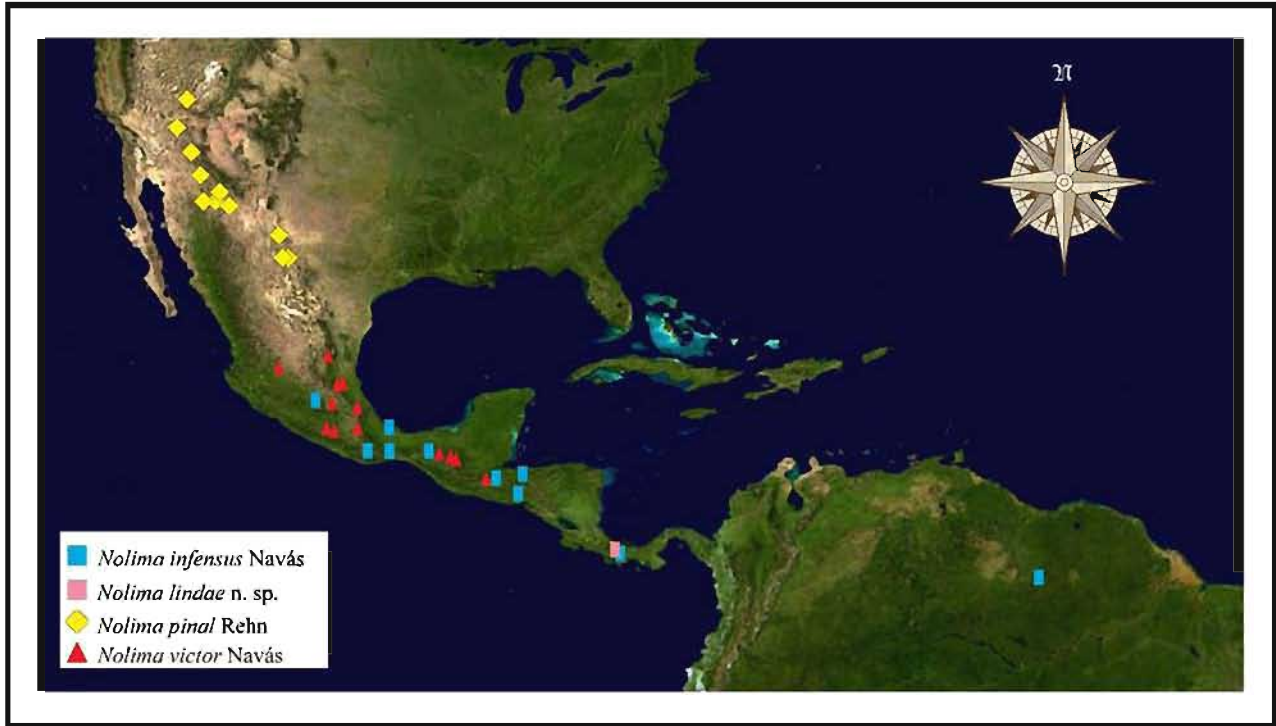 N
Nolima infensus Navás
Nolima lindae n. sp.
Nolima pinal Rehn
Nolima victor Navás